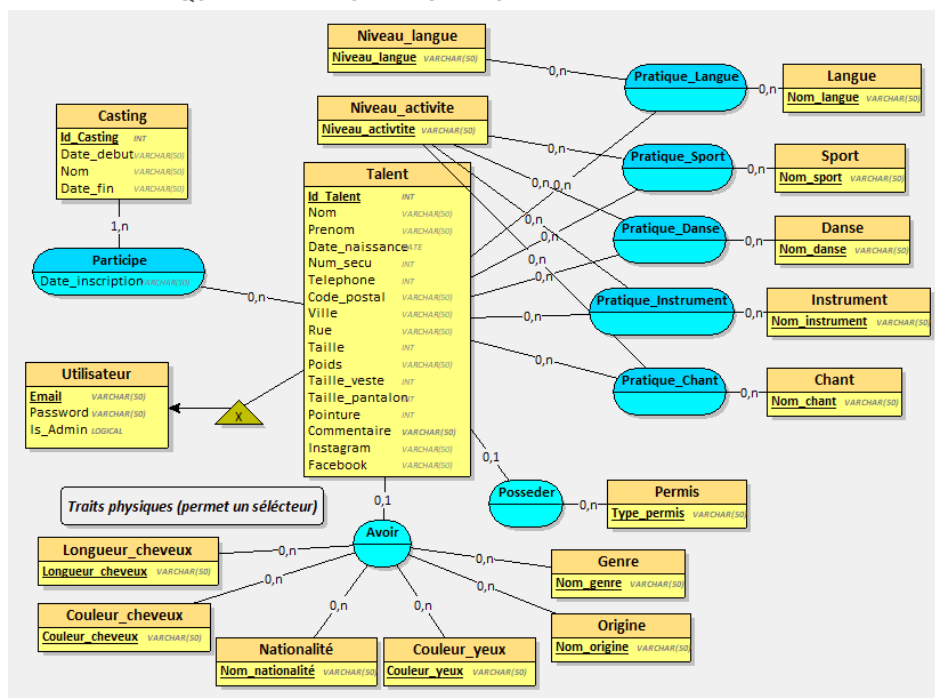 Niveau_langue
Niveau_langue VARCHAR(50)
0,n
Pratique_Langue
0,n
Langue
Nom_langue VARCHAR(50)
Casting
Id_Casting INT
Date_debut VARCHAR(50)
Nom VARCHAR(50)
Date_fin VARCHAR(50)
Niveau_activite
Niveau_activtite VARCHAR(50)
0,n
Pratique_Sport
0,n
Sport
Nom_sport VARCHAR(50)
Talent
Id_Talent INT
Nom VARCHAR(50)
Prenom VARCHAR(50)
Date_naissance DATE
Num_secu INT
Telephone INT
Code_postal VARCHAR(50)
Ville VARCHAR(50)
Rue VARCHAR(50)
Taille INT
Poids VARCHAR(50)
Taille_veste INT
Taille_pantalon INT
Pointure INT
Commentaire VARCHAR(50)
Instagram VARCHAR(50)
Facebook VARCHAR(50)
0,n
0,n
0,n
0,n
0,n
Pratique_Danse
0,n
Danse
Nom_danse VARCHAR(50)
0,n
0,n
Pratique_Instrument
0,n
Instrument
Nom_instrument VARCHAR(50)
0,n
Pratique_Chant
0,n
Chant
Nom_chant VARCHAR(50)
1,n
Participe
Date_inscription VARCHAR(50)
0,n
Utilisateur
Email VARCHAR(50)
Password VARCHAR(50)
Is_Admin LOGICAL
X
0,1
Posseder
0,n
Permis
Type_permis VARCHAR(50)
Traits physiques (permet un sélécteur)
0,1
Avoir
Longueur_cheveux
Longueur_cheveux VARCHAR(50)
0,n
Couleur_cheveux
Couleur_cheveux VARCHAR(50)
0,n
Nationalité
Nom_nationalité VARCHAR(50)
0,n
Couleur_yeux
Couleur_yeux VARCHAR(50)
0,n
Genre
Nom_genre VARCHAR(50)
0,n
Origine
Nom_origine VARCHAR(50)
0,n